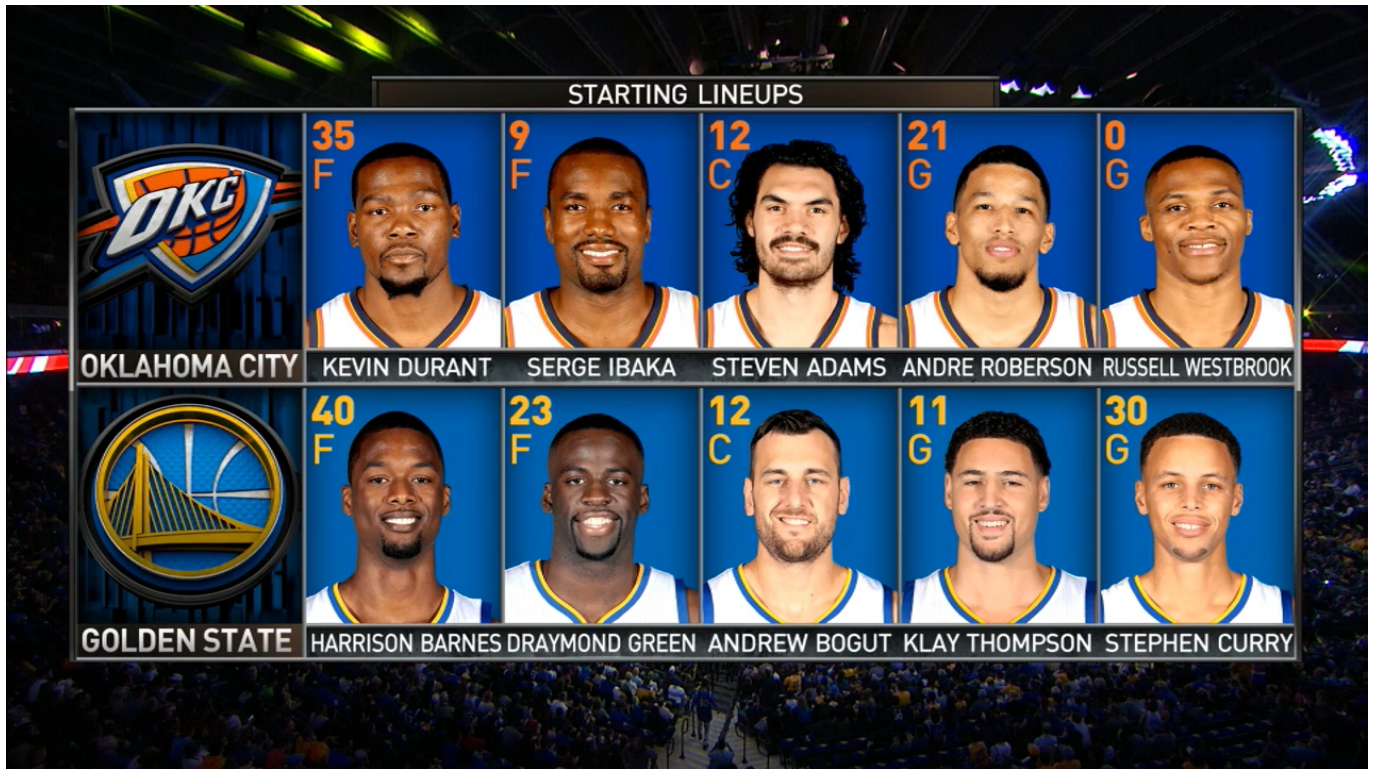 STARTING LINEUPS
OKC
OKLAHOMA CITY
35
F
KEVIN DURANT
9
F
SERGE IBAKA
12
C
STEVEN ADAMS
21
G
ANDRE ROBERSON
0
G
RUSSELL WESTBROOK
GOLDEN STATE
40
F
HARRISON BARNES
23
F
DRAYMOND GREEN
12
C
ANDREW BOGUT
11
G
KLAY THOMPSON
30
G
STEPHEN CURRY